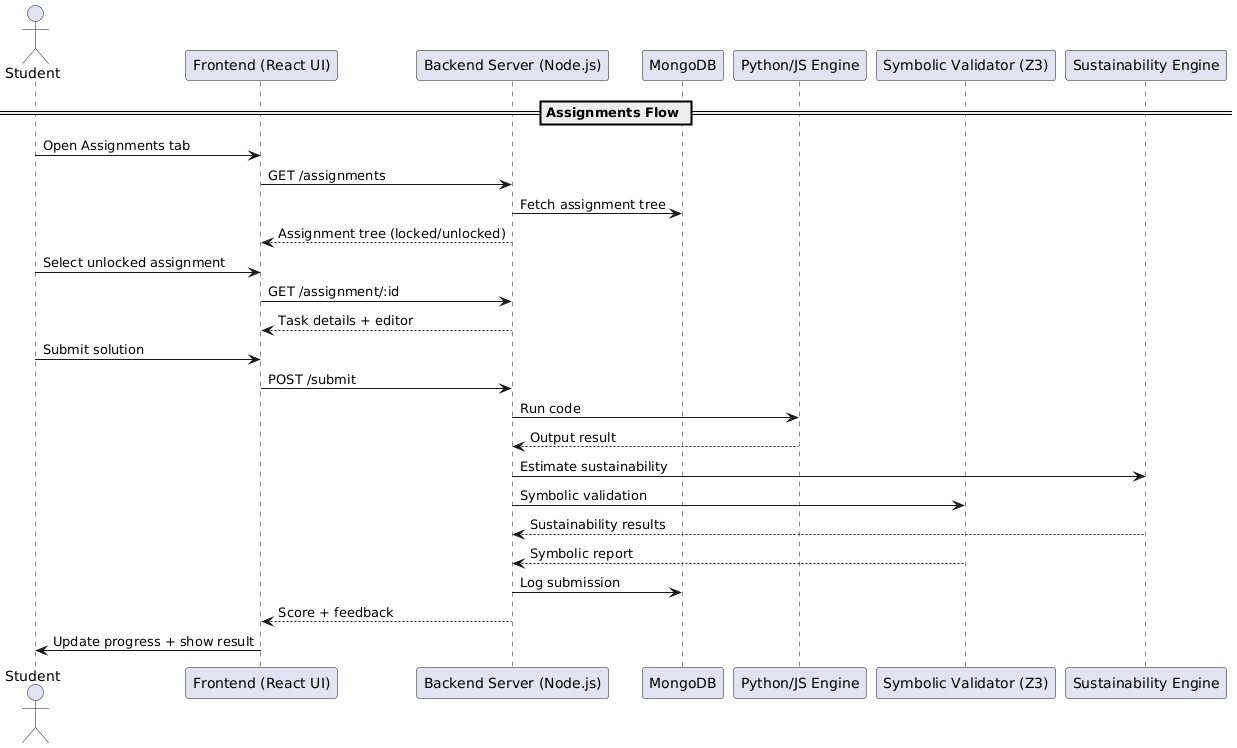 Student
Frontend (React UI)
Backend Server (Node.js)
MongoDB
Python/JS Engine
Symbolic Validator (Z3)
Sustainability Engine
Assignments Flow
Open Assignments tab
GET /assignments
Fetch assignment tree
Assignment tree (locked/unlocked)
Select unlocked assignment
GET /assignment/:id
Task details + editor
Submit solution
POST /submit
Run code
Output result
Estimate sustainability
Symbolic validation
Sustainability results
Symbolic report
Log submission
Score + feedback
Update progress + show result
Student
Frontend (React UI)
Backend Server (Node.js)
MongoDB
Python/JS Engine
Symbolic Validator (Z3)
Sustainability Engine